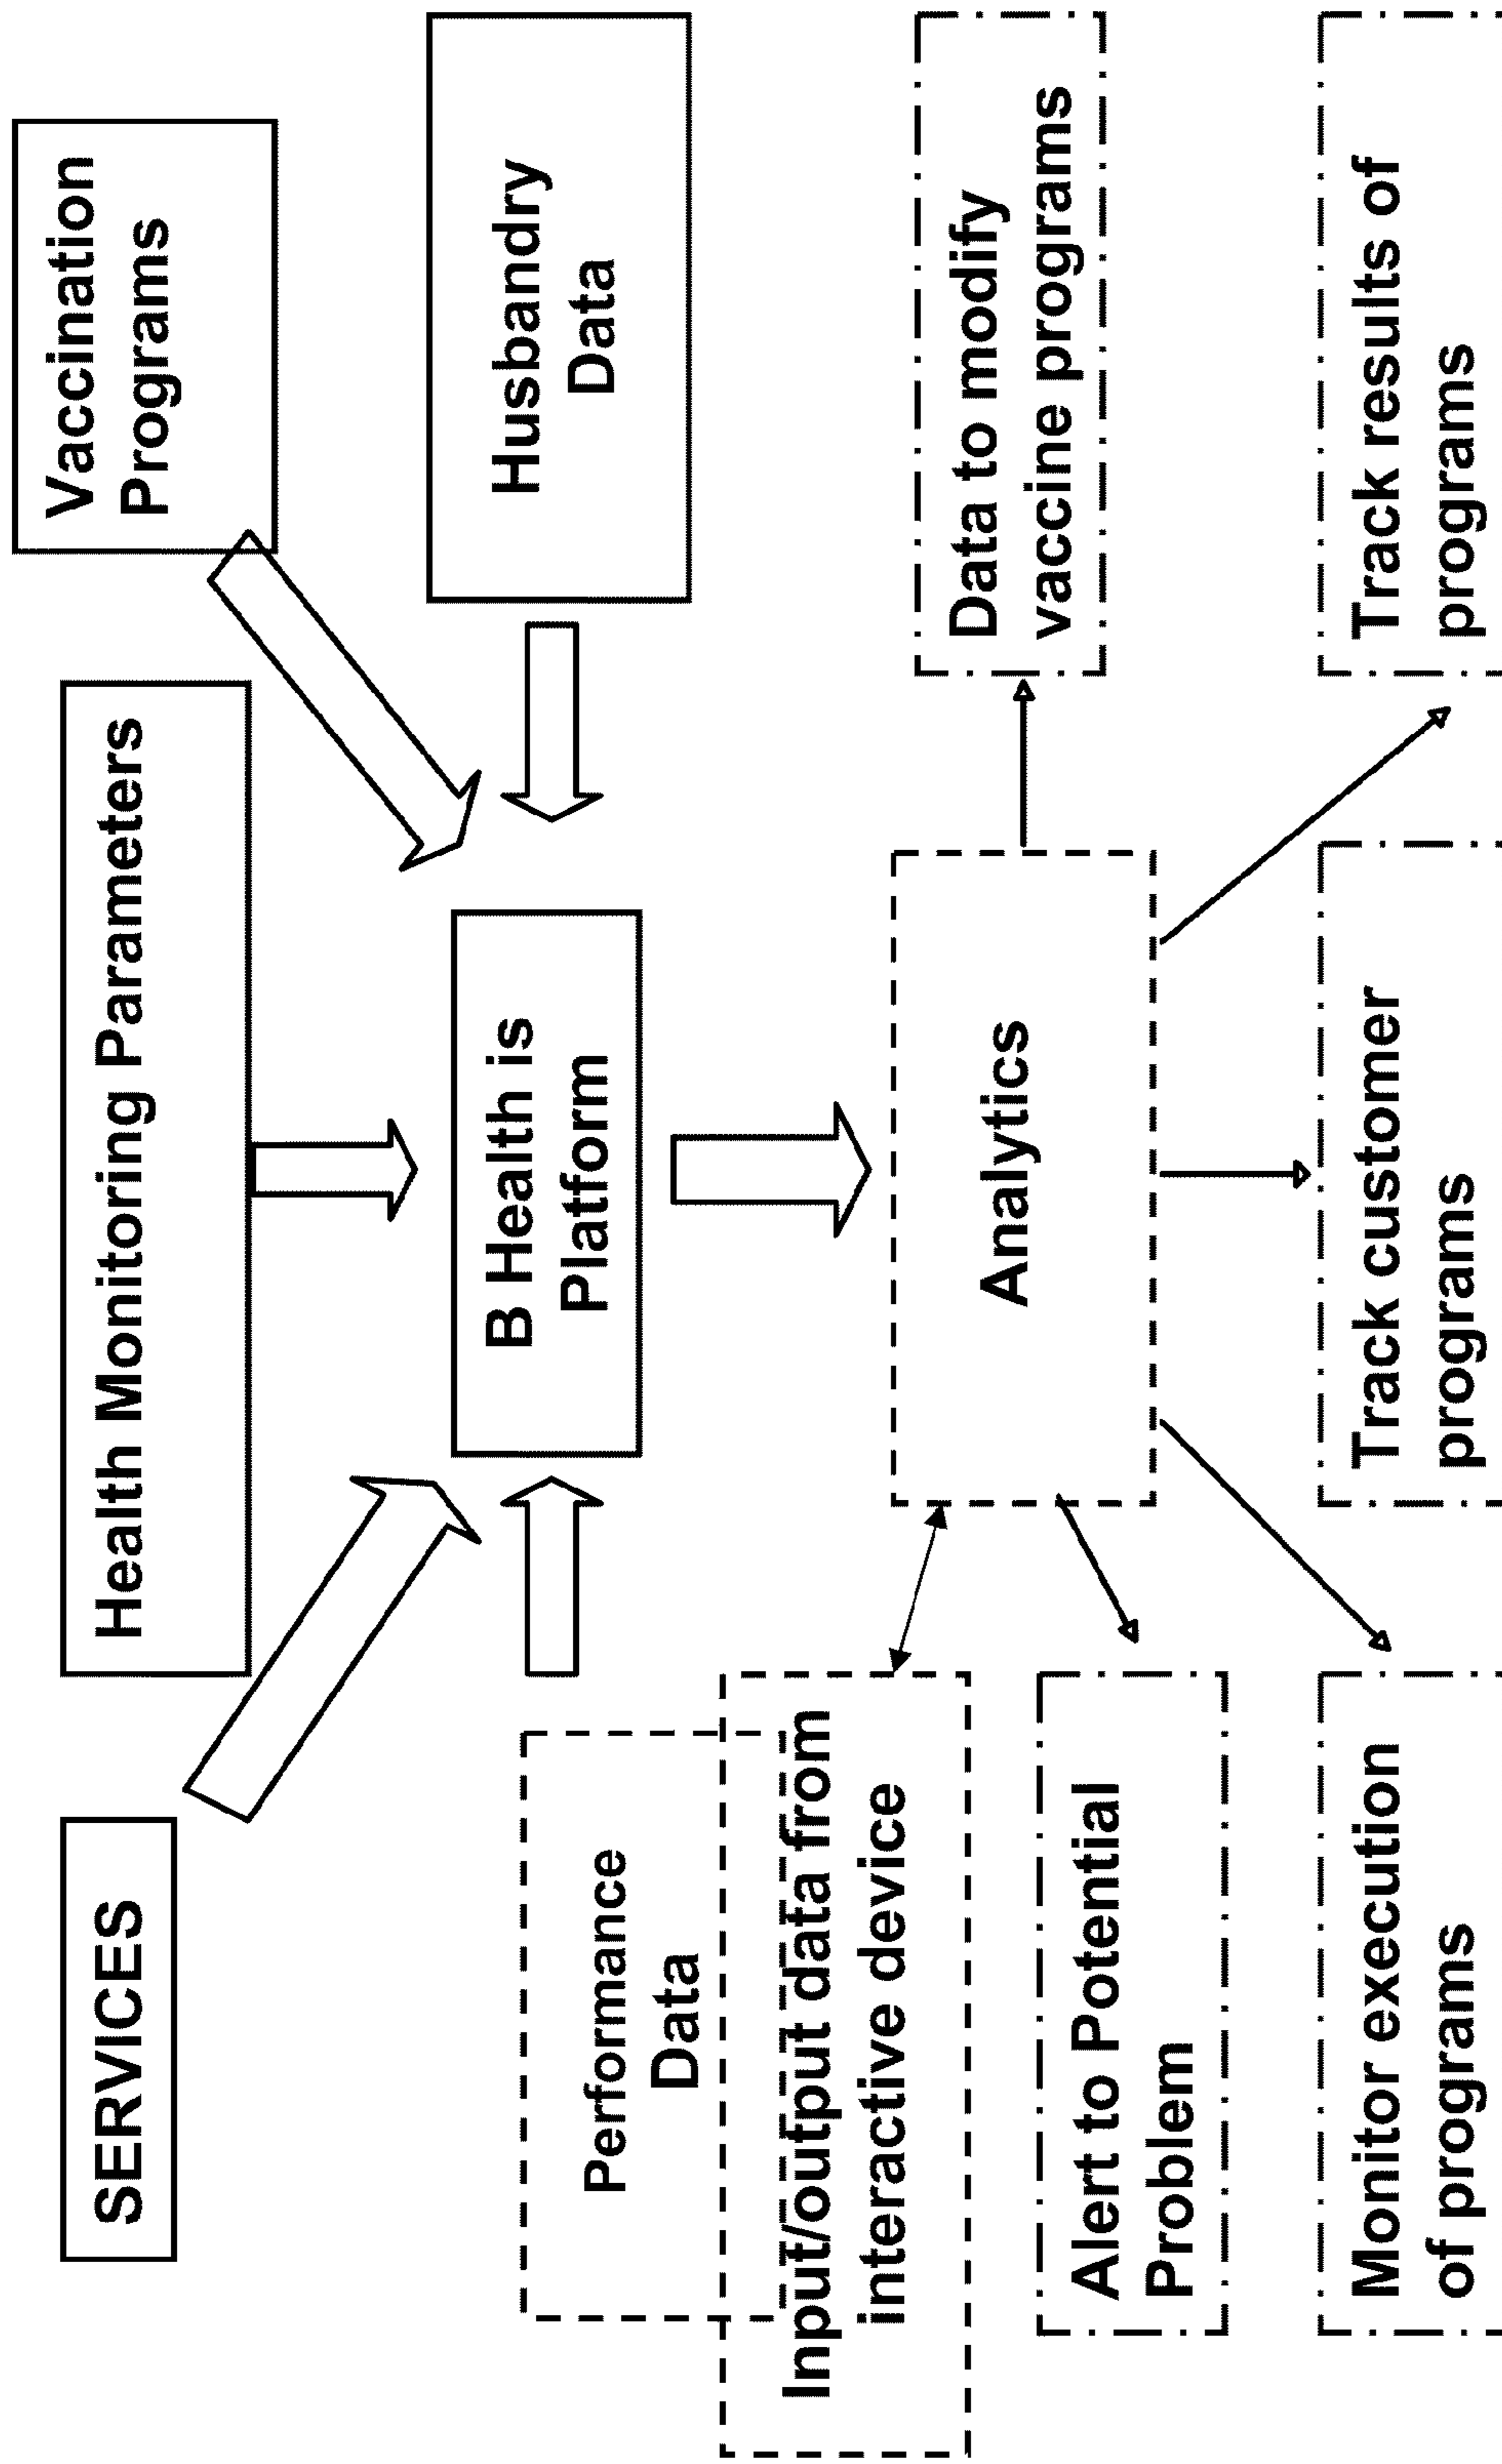 SERVICES
Health Monitoring Parameters
Vaccination
Programs
Performance
Data
B Health is
Platform
Husbandry
Data
Input/output data from
interactive device
Analytics
Data to modify
vaccine programs
Alert to Potential
Problem
Monitor execution
of programs
Track customer
programs
Track results of
programs